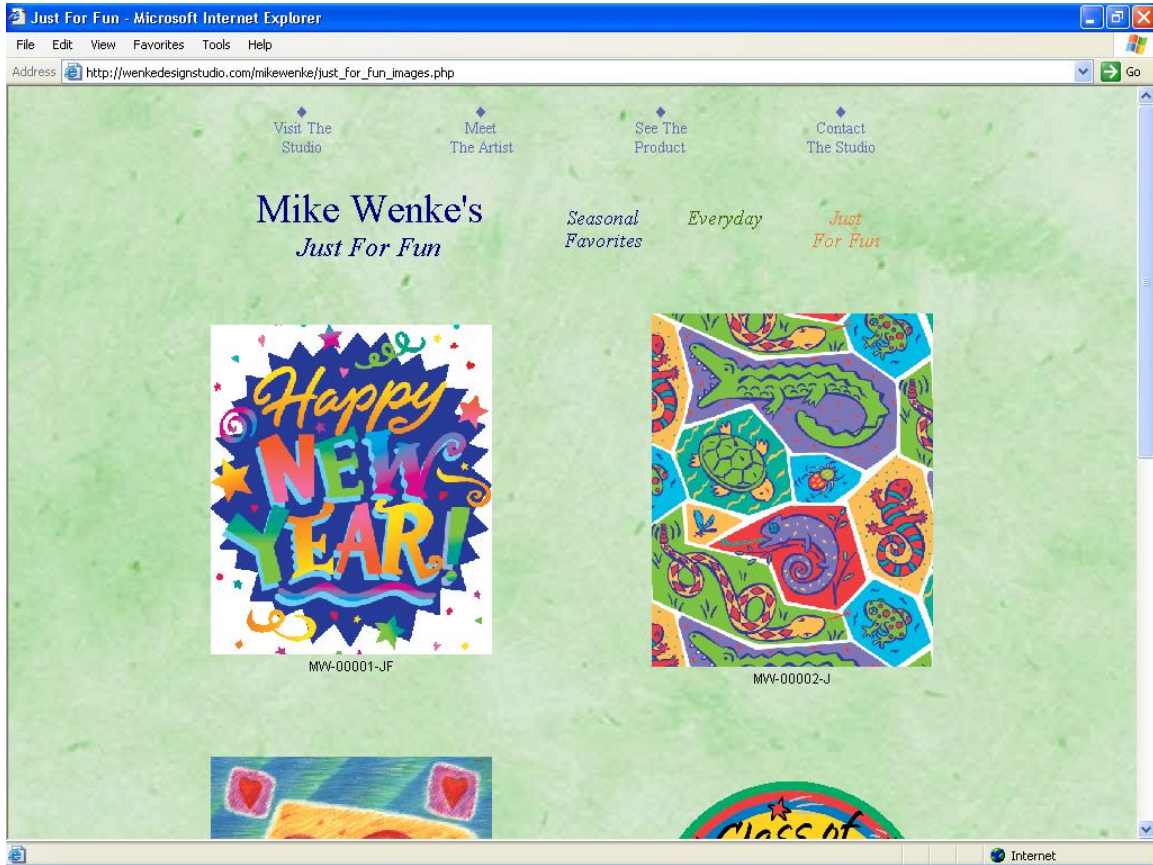 Just For Fun - Microsoft Internet Explorer
File Edit View Favorites Tools Help
Address http://wenkedesignstudio.com/mikewenke/just_for_fun_images.php Go
Visit The
Studio
Meet
The Artist
See The
Product
Contact
The Studio
Mike Wenke's
Just For Fun
Seasonal
Favorites
Everyday
Just
For Fun
Happy
NEW
YEAR!
MW-00001-JF
MW-00002-J
Class of
Internet